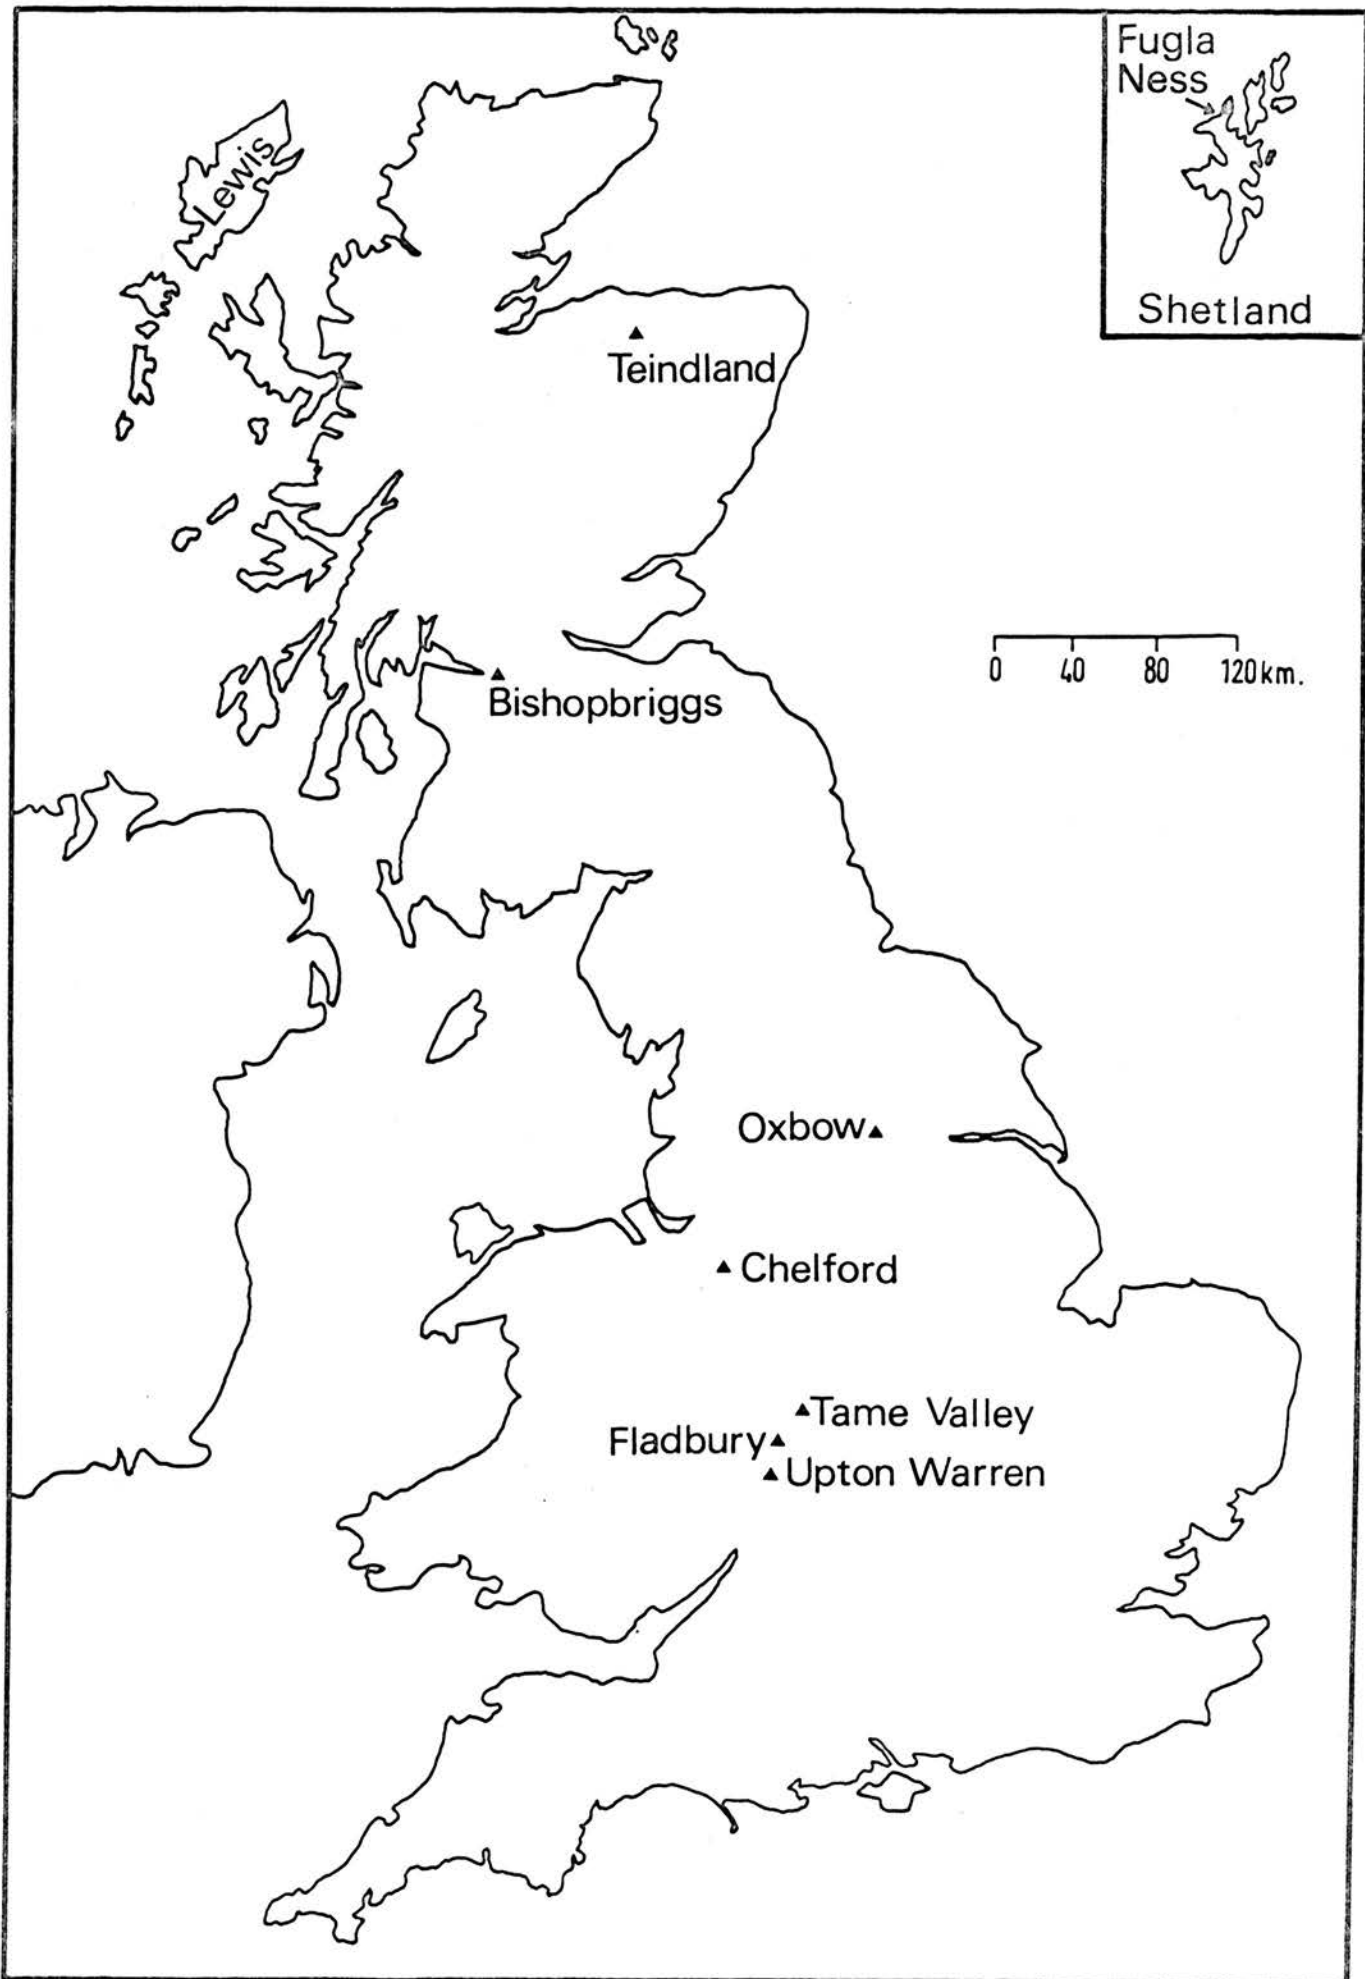 Fugla
Ness
Shetland
Lewis
Teindland
0 40 80 120km.
Bishopbriggs
Oxbow
Chelford
Tame Valley
Fladbury
Upton Warren